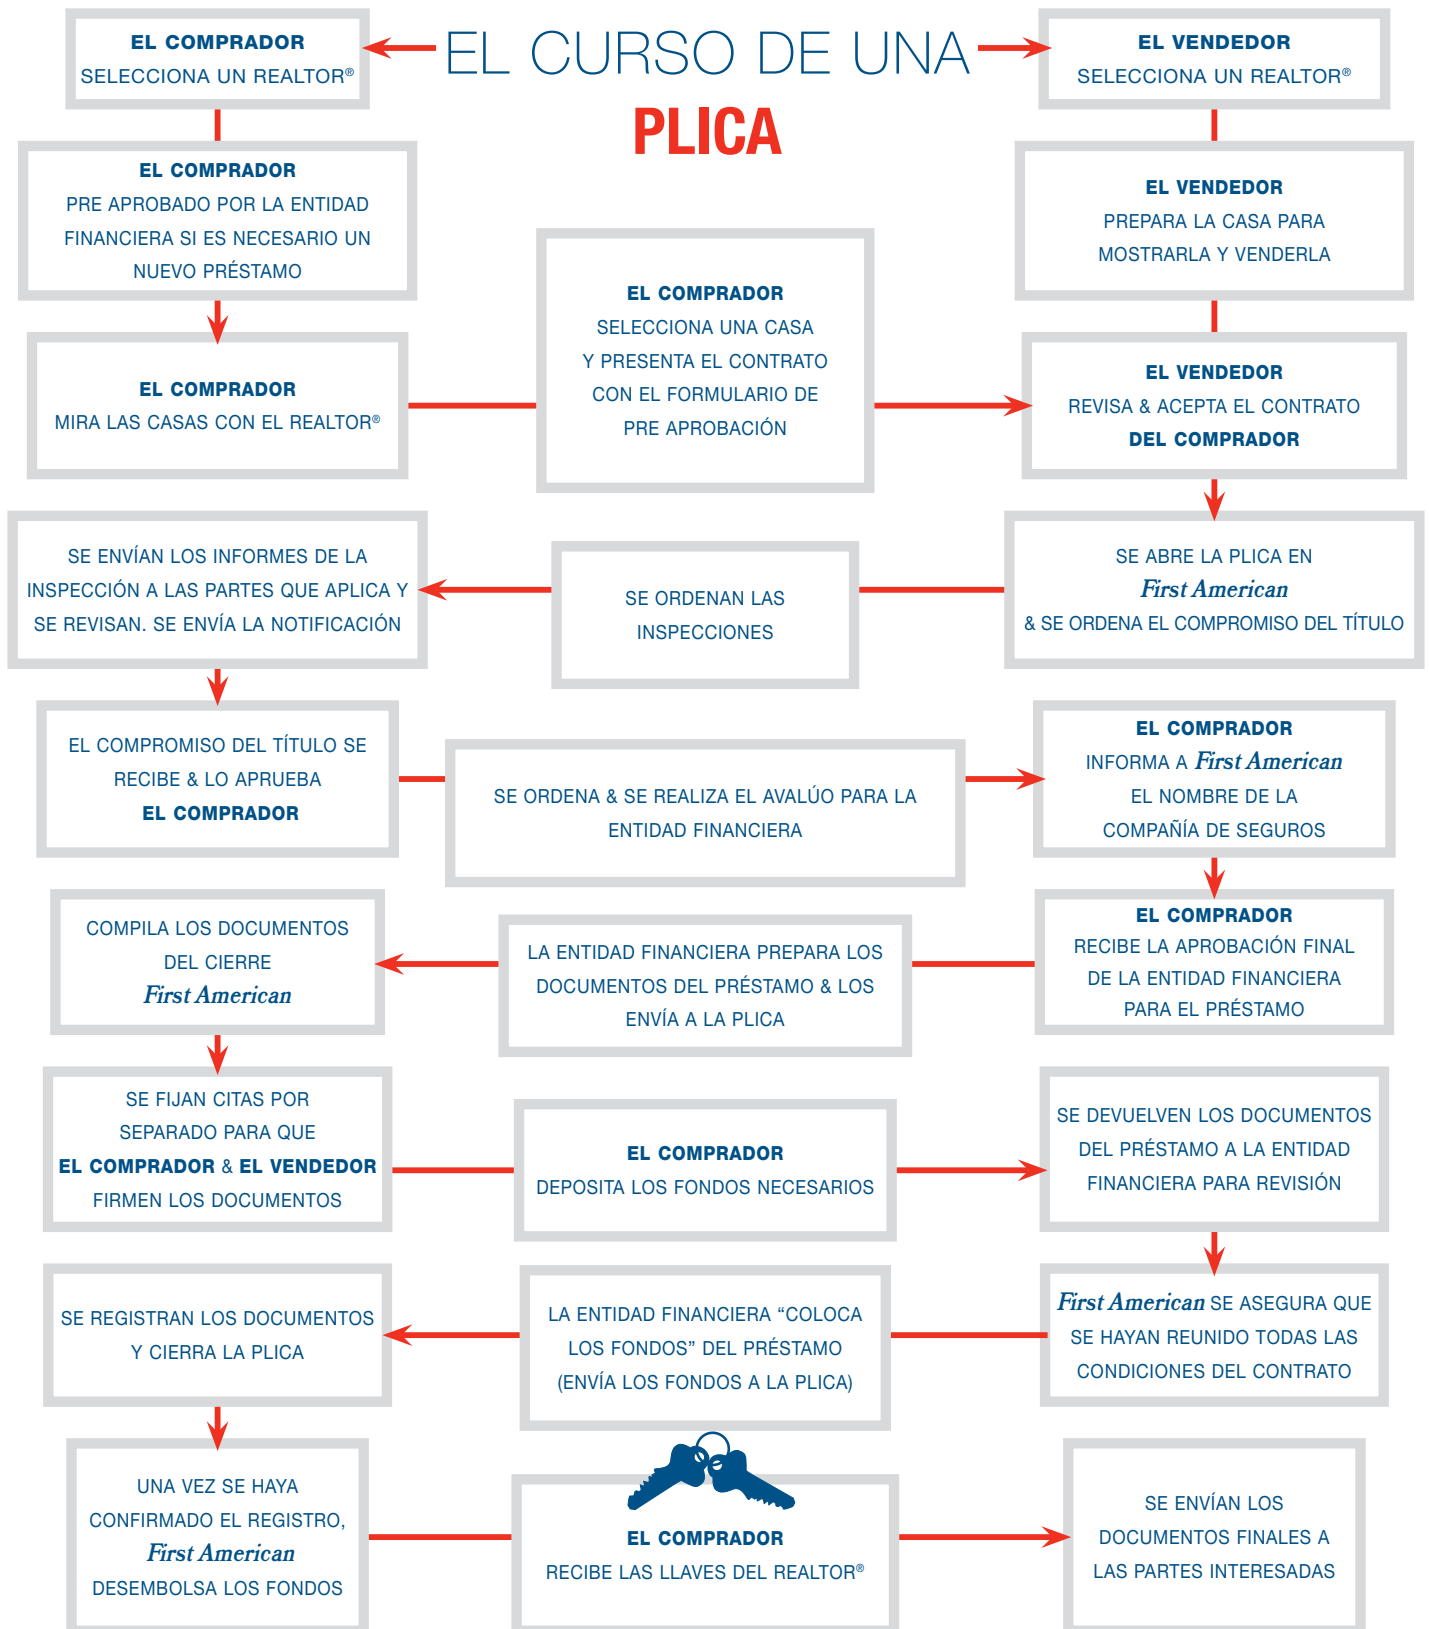 EL CURSO DE UNA
PLICA
EL COMPRADOR
SELECCIONA UN REALTOR®
EL VENDEDOR
SELECCIONA UN REALTOR®
EL COMPRADOR
PRE APROBADO POR LA ENTIDAD
FINANCIERA SI ES NECESARIO UN
NUEVO PRÉSTAMO
EL VENDEDOR
PREPARA LA CASA PARA
MOSTRARLA Y VENDERLA
EL COMPRADOR
MIRA LAS CASAS CON EL REALTOR®
EL COMPRADOR
SELECCIONA UNA CASA
Y PRESENTA EL CONTRATO
CON EL FORMULARIO DE
PRE APROBACIÓN
EL VENDEDOR
REVISA & ACEPTA EL CONTRATO
DEL COMPRADOR
SE ABRE LA PLICA EN
First American
& SE ORDENA EL COMPROMISO DEL TÍTULO
SE ORDENAN LAS
INSPECCIONES
SE ENVÍAN LOS INFORMES DE LA
INSPECCIÓN A LAS PARTES QUE APLICA Y
SE REVISAN. SE ENVÍA LA NOTIFICACIÓN
EL COMPROMISO DEL TÍTULO SE
RECIBE & LO APRUEBA
EL COMPRADOR
SE ORDENA & SE REALIZA EL AVALÚO PARA LA
ENTIDAD FINANCIERA
EL COMPRADOR
INFORMA A First American
EL NOMBRE DE LA
COMPAÑÍA DE SEGUROS
EL COMPRADOR
RECIBE LA APROBACIÓN FINAL
DE LA ENTIDAD FINANCIERA
PARA EL PRÉSTAMO
LA ENTIDAD FINANCIERA PREPARA LOS
DOCUMENTOS DEL PRÉSTAMO & LOS
ENVÍA A LA PLICA
COMPILA LOS DOCUMENTOS
DEL CIERRE
First American
SE FIJAN CITAS POR
SEPARADO PARA QUE
EL COMPRADOR & EL VENDEDOR
FIRMEN LOS DOCUMENTOS
EL COMPRADOR
DEPOSITA LOS FONDOS NECESARIOS
SE DEVUELVEN LOS DOCUMENTOS
DEL PRÉSTAMO A LA ENTIDAD
FINANCIERA PARA REVISIÓN
First American SE ASEGURA QUE
SE HAYAN REUNIDO TODAS LAS
CONDICIONES DEL CONTRATO
LA ENTIDAD FINANCIERA “COLOCA
LOS FONDOS” DEL PRÉSTAMO
(ENVÍA LOS FONDOS A LA PLICA)
SE REGISTRAN LOS DOCUMENTOS
Y CIERRA LA PLICA
UNA VEZ SE HAYA
CONFIRMADO EL REGISTRO,
First American
DESEMBOLSA LOS FONDOS
EL COMPRADOR
RECIBE LAS LLAVES DEL REALTOR®
SE ENVÍAN LOS
DOCUMENTOS FINALES A
LAS PARTES INTERESADAS